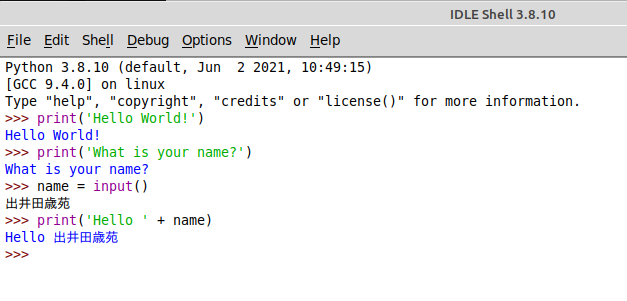 IDLE Shell 3.8.10
File Edit Shell Debug Options Window Help
Python 3.8.10 (default, Jun  2 2021, 10:49:15)
[GCC 9.4.0] on linux
Type "help", "copyright", "credits" or "license()" for more information.
>>> print('Hello World!')
Hello World!
>>> print('What is your name?')
What is your name?
>>> name = input()
出井田歳苑
>>> print('Hello ' + name)
Hello 出井田歳苑
>>>